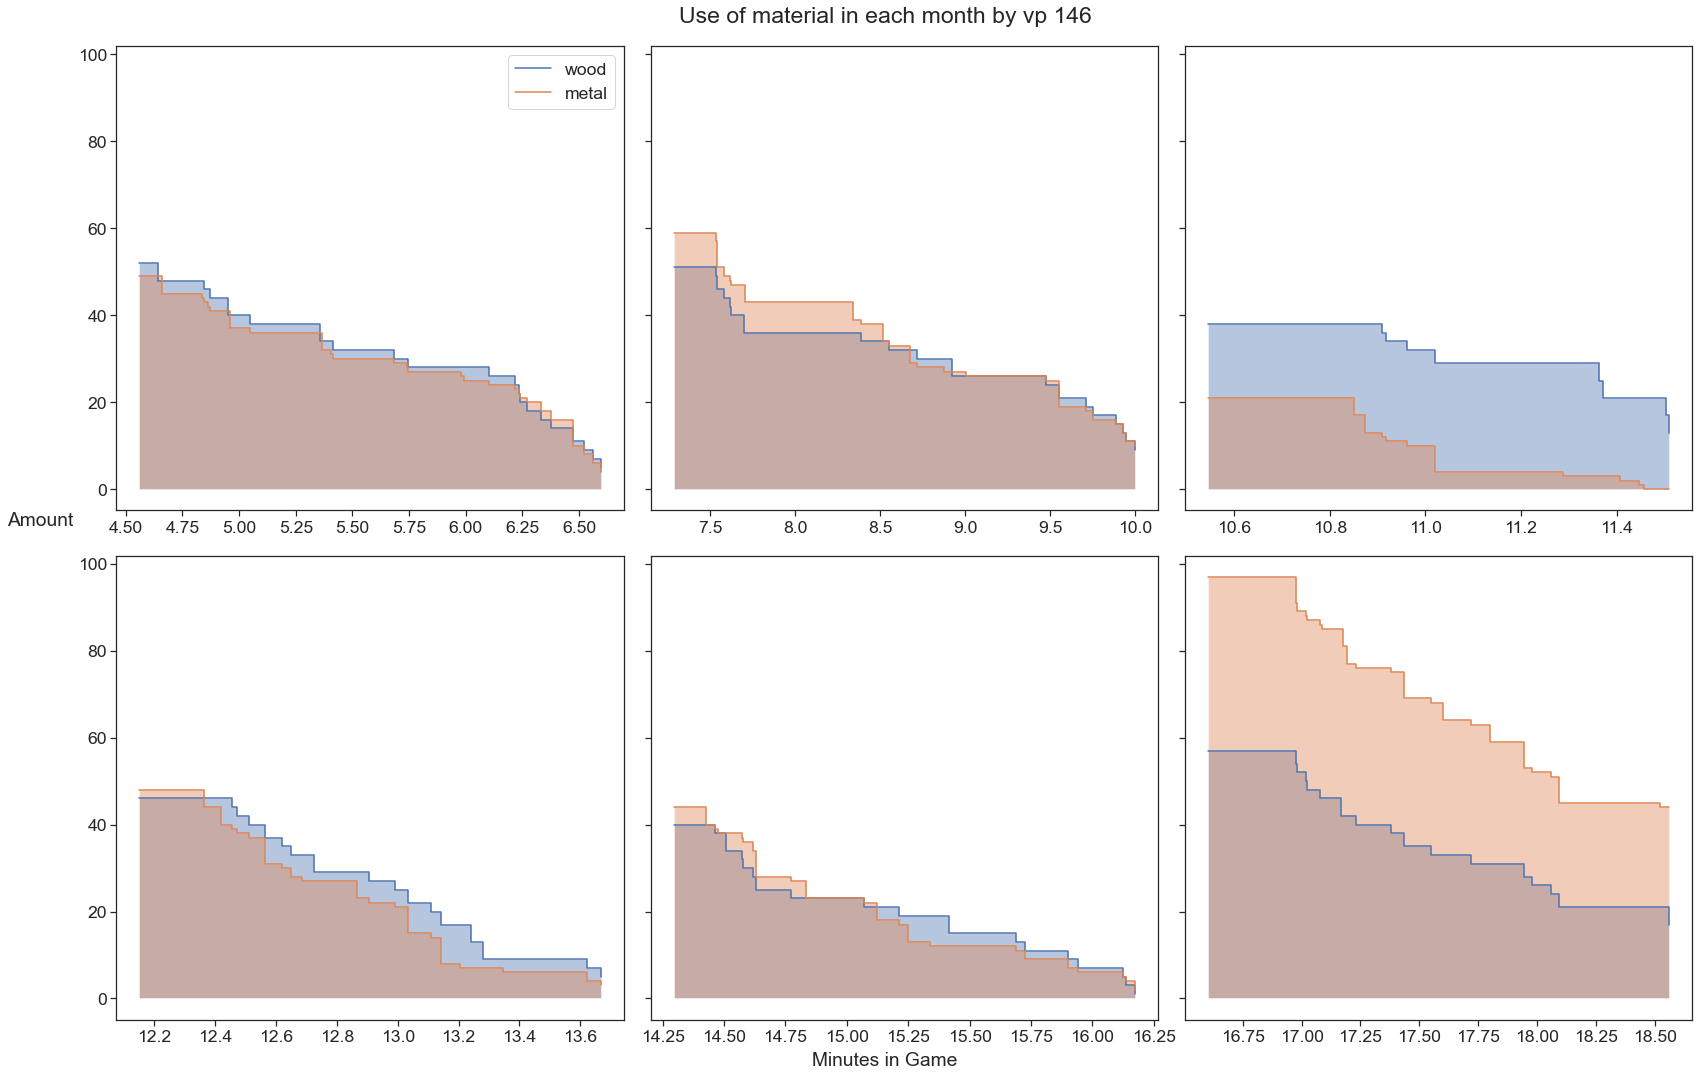 Use of material in each month by vp 146
100
80
60
40
20
0
wood
metal
4.50 4.75 5.00 5.25 5.50 5.75 6.00 6.25 6.50
7.5 8.0 8.5 9.0 9.5 10.0
10.6 10.8 11.0 11.2 11.4
Amount
100
80
60
40
20
0
12.2 12.4 12.6 12.8 13.0 13.2 13.4 13.6
14.25 14.50 14.75 15.00 15.25 15.50 15.75 16.00 16.25
16.75 17.00 17.25 17.50 17.75 18.00 18.25 18.50
Minutes in Game